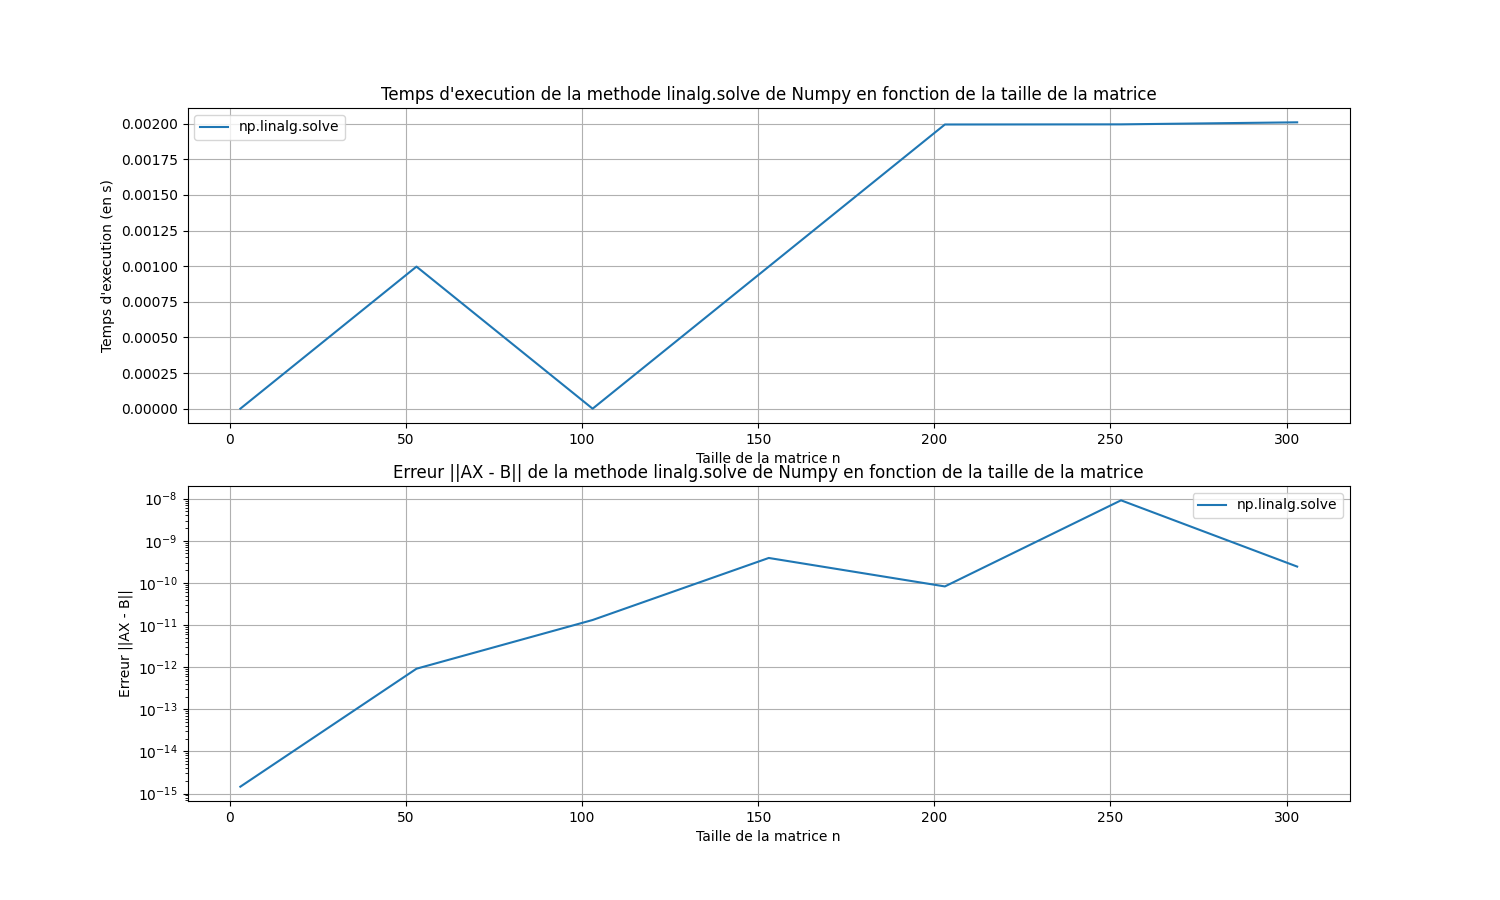 Temps d'execution de la methode linalg.solve de Numpy en fonction de la taille de la matrice
np.linalg.solve
Temps d'execution (en s)
0.00200
0.00175
0.00150
0.00125
0.00100
0.00075
0.00050
0.00025
0.00000
0 50 100 150 200 250 300
Taille de la matrice n
Erreur ||AX - B|| de la methode linalg.solve de Numpy en fonction de la taille de la matrice
np.linalg.solve
Erreur ||AX - B||
10⁻⁸
10⁻⁹
10⁻¹⁰
10⁻¹¹
10⁻¹²
10⁻¹³
10⁻¹⁴
10⁻¹⁵
0 50 100 150 200 250 300
Taille de la matrice n